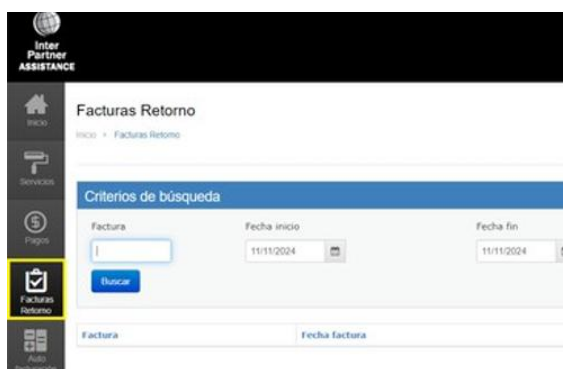 Inter
Partner
ASSISTANCE
Inicio
Servicios
Pagos
Facturas
Retorno
Auto
Facturas Retorno
Inicio
Facturas Retorno
Criterios de búsqueda
Factura
Fecha inicio
Fecha fin
11/11/2024
11/11/2024
Buscar
Factura
Fecha factura